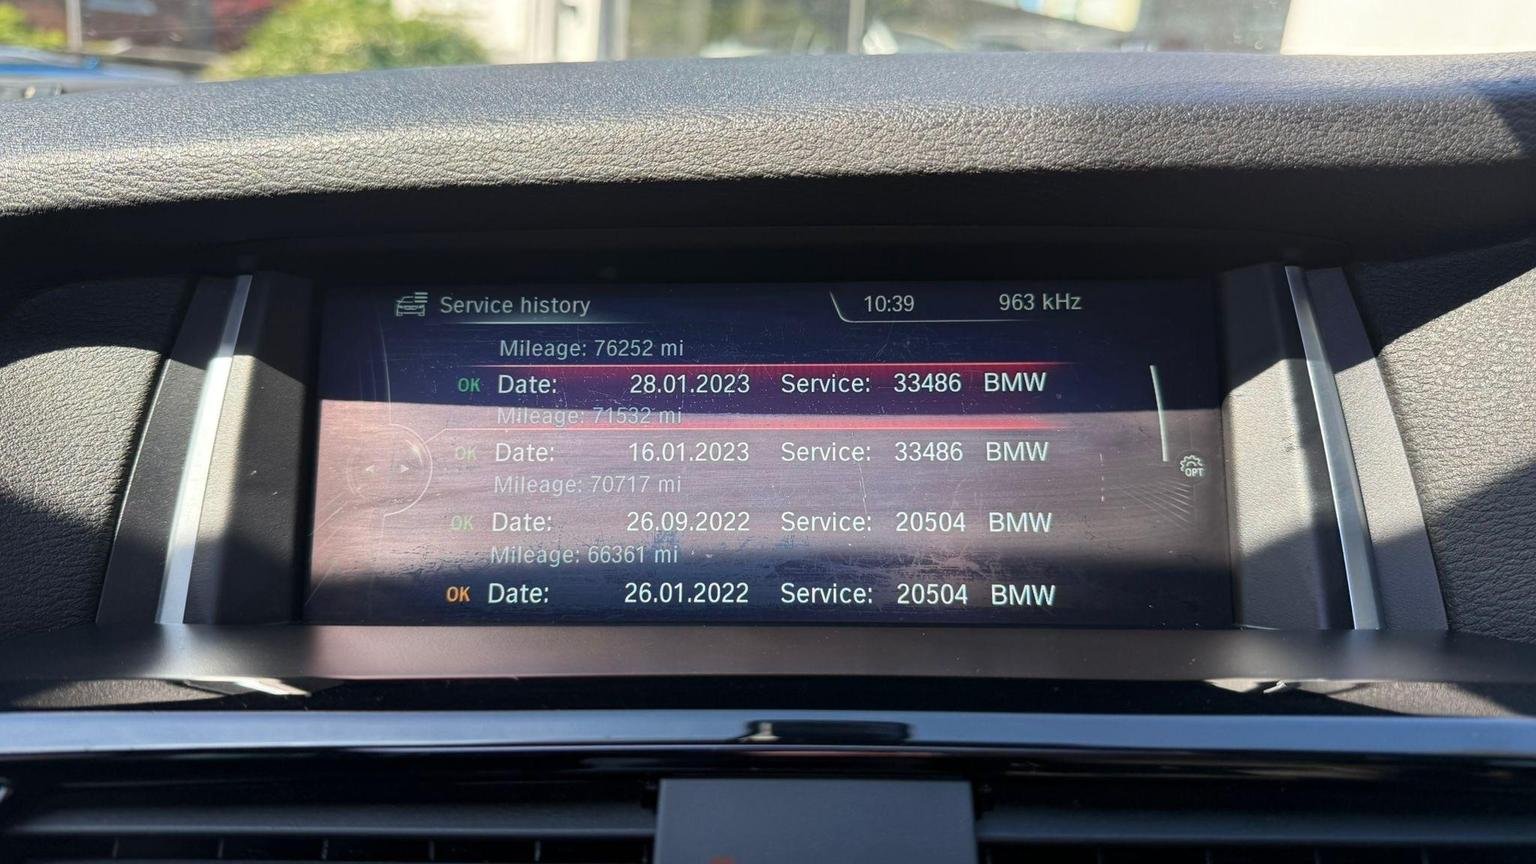 Service history 10:39 963 kHz
Mileage: 76252 mi
OK Date: 28.01.2023 Service: 33486 BMW
Mileage: 71532 mi
OK Date: 16.01.2023 Service: 33486 BMW
Mileage: 70717 mi
OPT
OK Date: 26.09.2022 Service: 20504 BMW
Mileage: 66361 mi
OK Date: 26.01.2022 Service: 20504 BMW